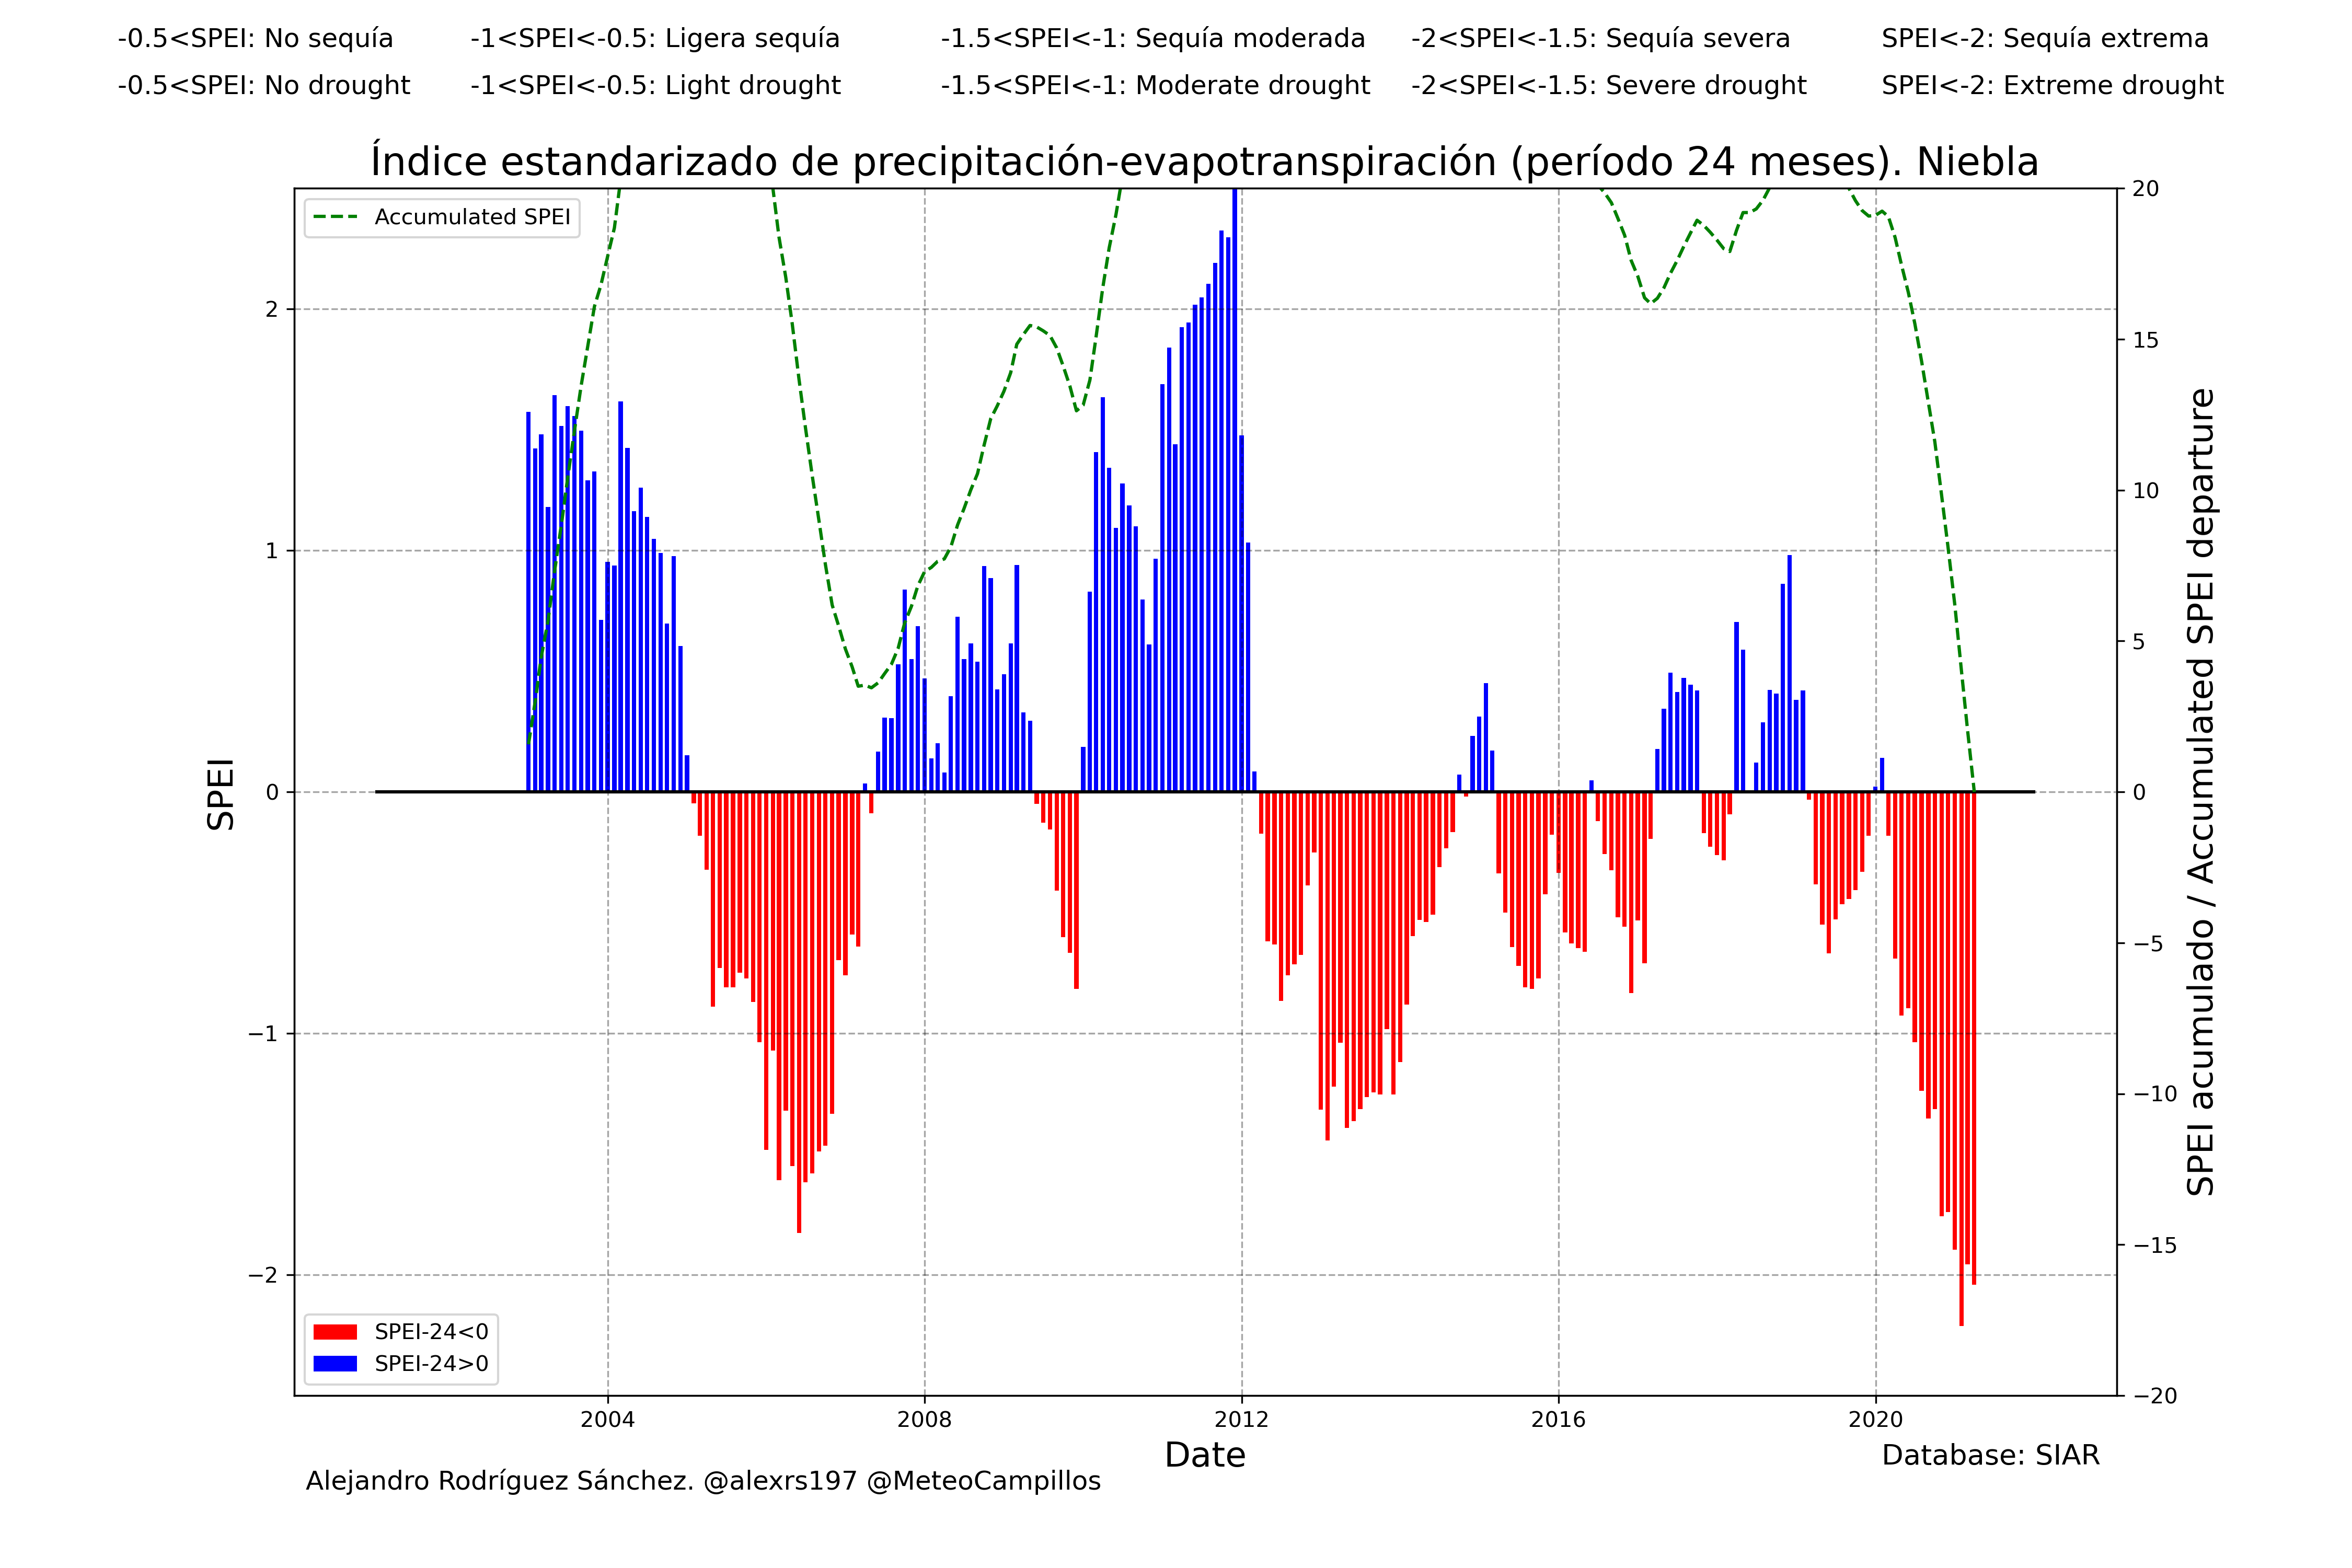 -0.5<SPEI: No sequía -1<SPEI<-0.5: Ligera sequía -1.5<SPEI<-1: Sequía moderada -2<SPEI<-1.5: Sequía severa SPEI<-2: Sequía extrema
-0.5<SPEI: No drought -1<SPEI<-0.5: Light drought -1.5<SPEI<-1: Moderate drought -2<SPEI<-1.5: Severe drought SPEI<-2: Extreme drought
Índice estandarizado de precipitación-evapotranspiración (período 24 meses). Niebla
Accumulated SPEI
SPEI
2
1
0
−1
−2
20
15
10
5
0
−5
−10
−15
−20
SPEI acumulado / Accumulated SPEI departure
SPEI-24<0
SPEI-24>0
2004 2008 2012 2016 2020
Date
Database: SIAR
Alejandro Rodríguez Sánchez. @alexrs197 @MeteoCampillos